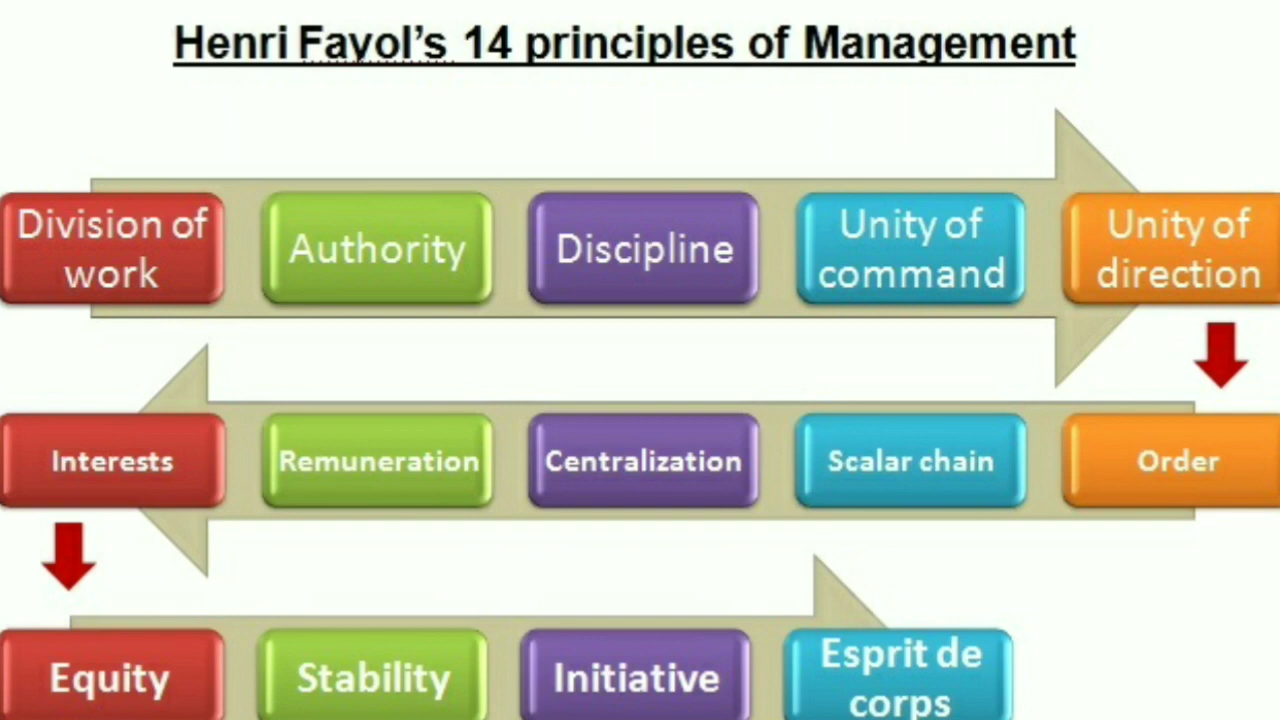 Henri Fayol’s 14 principles of Management
Division of
work
Authority
Discipline
Unity of
command
Unity of
direction
Interests
Remuneration
Centralization
Scalar chain
Order
Equity
Stability
Initiative
Esprit de
corps